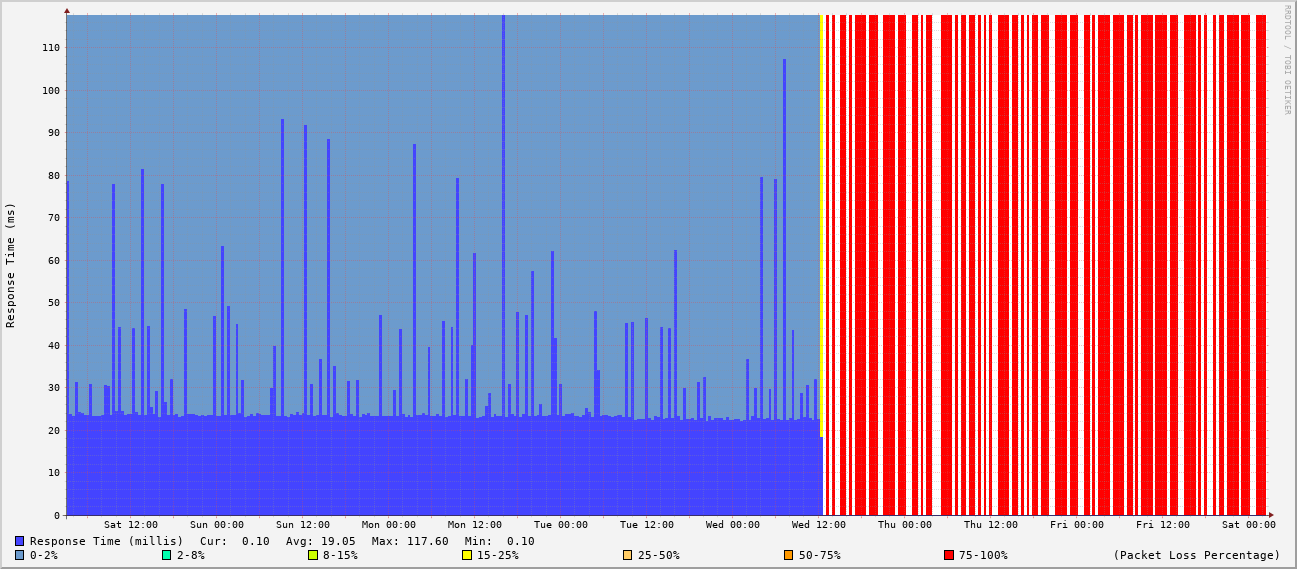 RRDTOOL / TOBI OETIKER
Response Time (ms)
110
100
90
80
70
60
50
40
30
20
10
0
Sat 12:00 Sun 00:00 Sun 12:00 Mon 00:00 Mon 12:00 Tue 00:00 Tue 12:00 Wed 00:00 Wed 12:00 Thu 00:00 Thu 12:00 Fri 00:00 Fri 12:00 Sat 00:00
Response Time (millis) Cur: 0.10 Avg: 19.05 Max: 117.60 Min: 0.10
0-2% 2-8% 8-15% 15-25% 25-50% 50-75% 75-100% (Packet Loss Percentage)